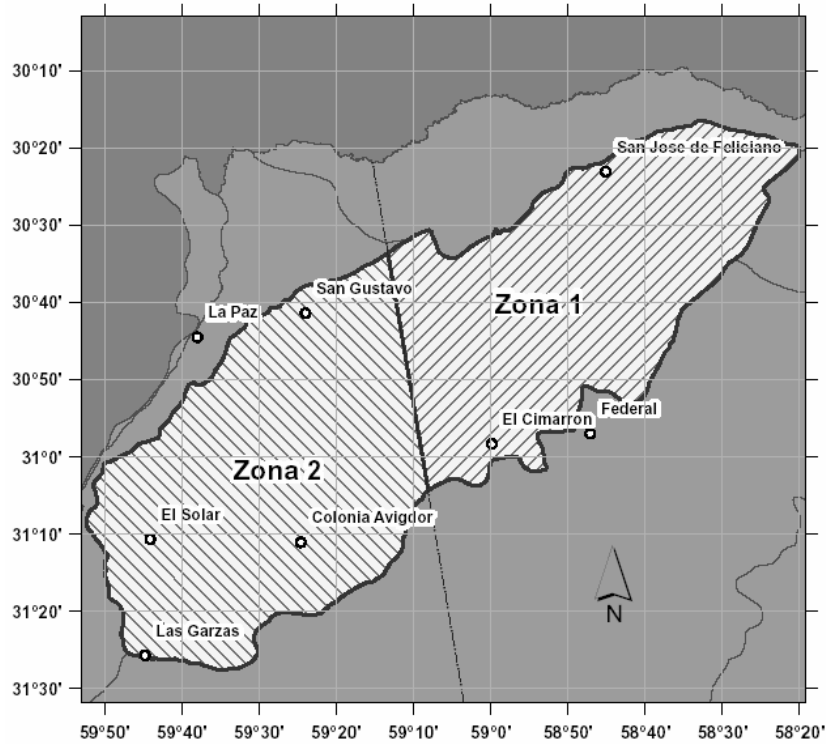 30°10'
30°20'
30°30'
30°40'
30°50'
31°0'
31°10'
31°20'
31°30'
San Jose de Feliciano
San Gustavo
Zona 1
La Paz
El Cimarron
Federal
Zona 2
El Solar
Colonia Avigdor
Las Garzas
N
59°50'
59°40'
59°30'
59°20'
59°10'
59°0'
58°50'
58°40'
58°30'
58°20'